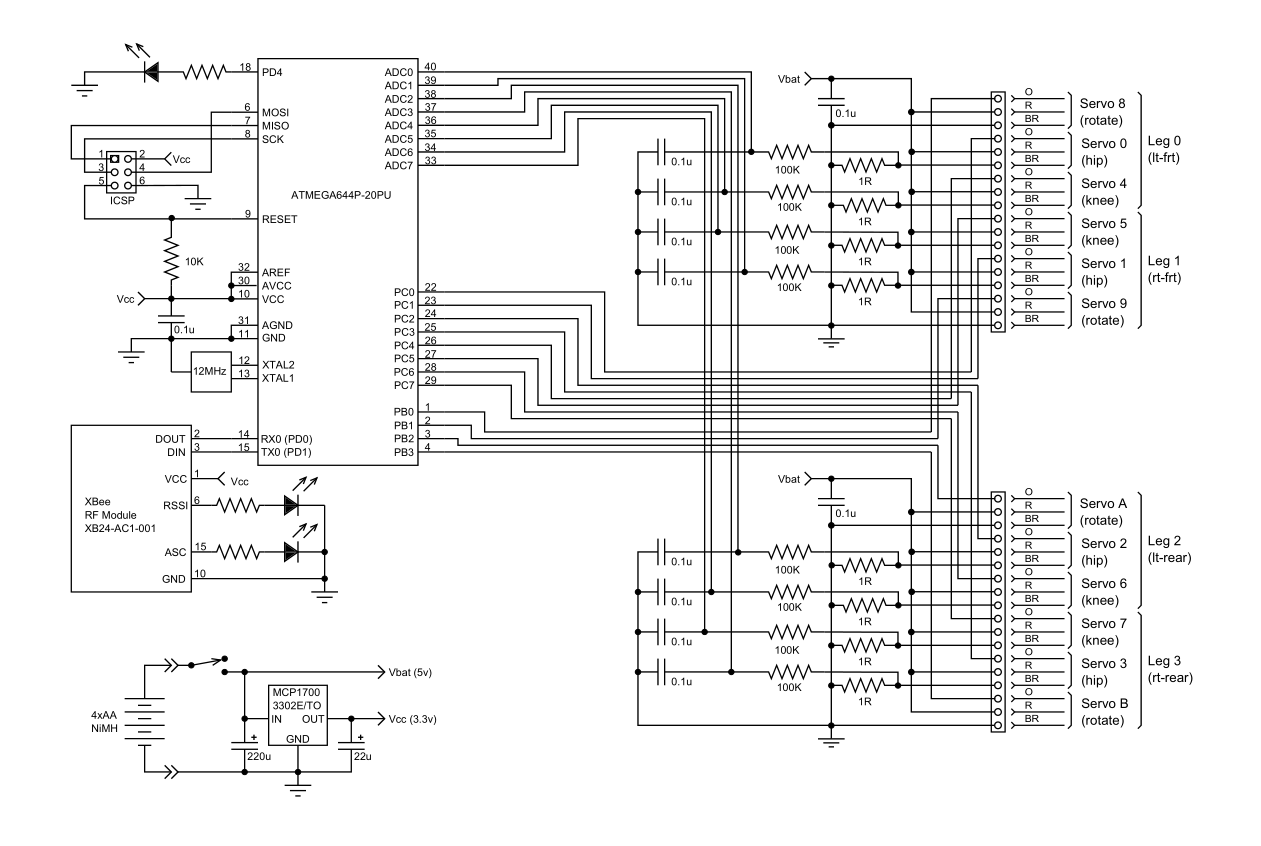 18 PD4
6 MOSI
7 MISO
8 SCK
1 2 Vcc
3 4
5 6
ICSP
9 RESET
10K
32 AREF
30 AVCC
Vcc 10 VCC
0.1u
31 AGND
11 GND
12MHz
12 XTAL2
13 XTAL1
14 RX0 (PD0)
15 TX0 (PD1)
ATMEGA644P-20PU
ADC0 40
ADC1 39
ADC2 38
ADC3 37
ADC4 36
ADC5 35
ADC6 34
ADC7 33
PC0 22
PC1 23
PC2 24
PC3 25
PC4 26
PC5 27
PC6 28
PC7 29
PB0 1
PB1 2
PB2 3
PB3 4
XBee
RF Module
XB24-AC1-001
DOUT 2
DIN 3
VCC 1 Vcc
RSSI 6
ASC 15
GND 10
4xAA
NiMH
Vbat (5v)
MCP1700
3302E/TO
IN OUT
GND
Vcc (3.3v)
220u
22u
+
+
Vbat
0.1u
0.1u 100K 1R
0.1u 100K 1R
0.1u 100K 1R
0.1u 100K 1R
O
R
BR
Servo 8
(rotate)
O
R
BR
Servo 0
(hip)
O
R
BR
Servo 4
(knee)
Leg 0
(lt-frt)
O
R
BR
Servo 5
(knee)
O
R
BR
Servo 1
(hip)
O
R
BR
Servo 9
(rotate)
Leg 1
(rt-frt)
Vbat
0.1u
0.1u 100K 1R
0.1u 100K 1R
0.1u 100K 1R
0.1u 100K 1R
O
R
BR
Servo A
(rotate)
O
R
BR
Servo 2
(hip)
O
R
BR
Servo 6
(knee)
Leg 2
(lt-rear)
O
R
BR
Servo 7
(knee)
O
R
BR
Servo 3
(hip)
O
R
BR
Servo B
(rotate)
Leg 3
(rt-rear)